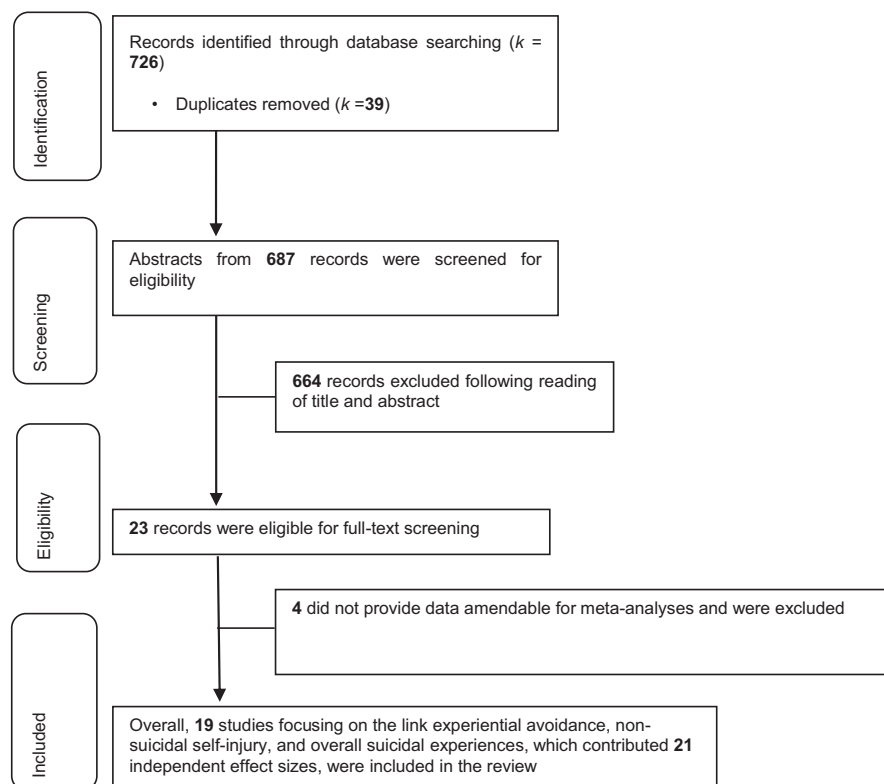 Identification
Records identified through database searching (k =
726)
• Duplicates removed (k =39)
Screening
Abstracts from 687 records were screened for
eligibility
664 records excluded following reading
of title and abstract
Eligibility
23 records were eligible for full-text screening
4 did not provide data amendable for meta-analyses and were excluded
Included
Overall, 19 studies focusing on the link experiential avoidance, non-
suicidal self-injury, and overall suicidal experiences, which contributed 21
independent effect sizes, were included in the review